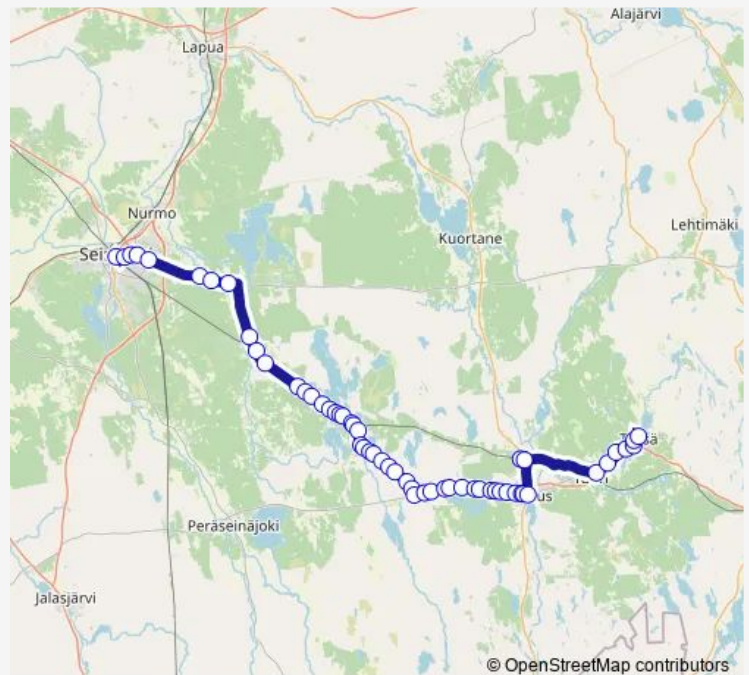 Alajärvi
Lapua
Nurmo
Lehtimäki
Kuortane
Sei
Peräseinäjoki
Jalasjärvi
© OpenStreetMap contributors